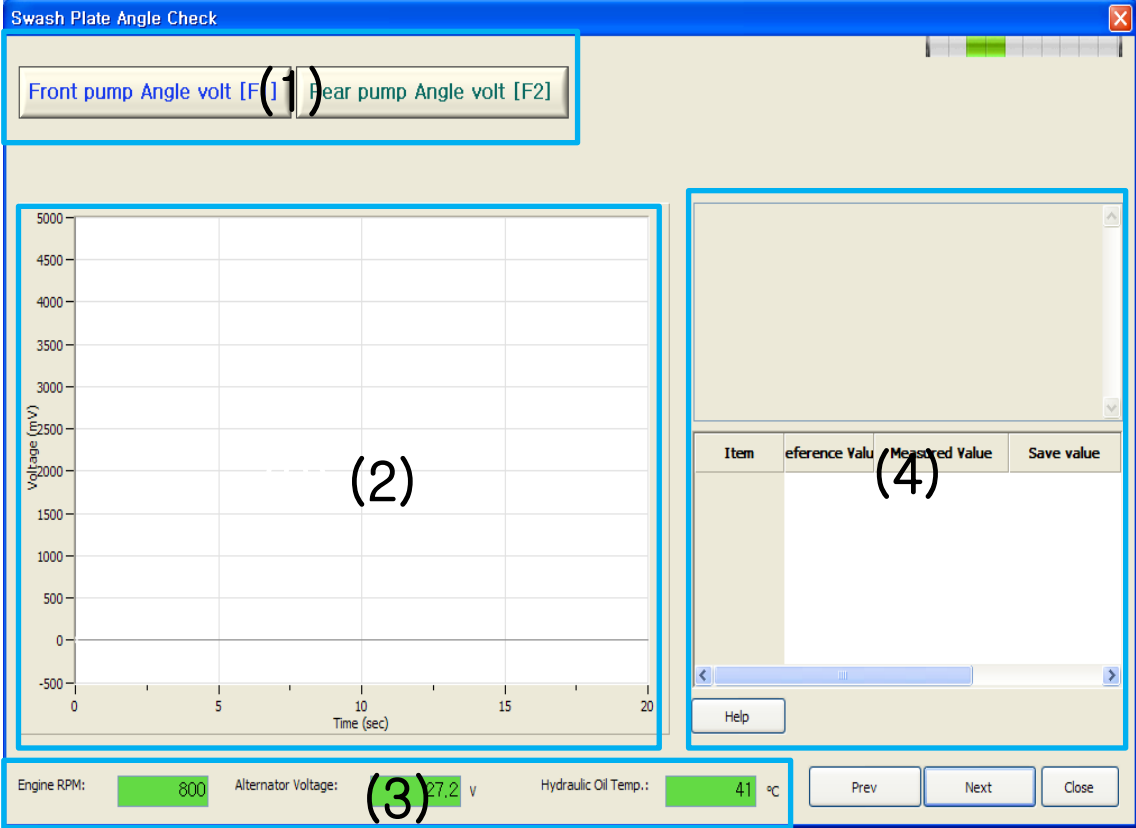 Swash Plate Angle Check
Front pump Angle volt [F ] (1) Rear pump Angle volt [F2]
5000
4500
4000
3500
3000
2500
2000
1500
1000
500
0
-500
Voltage (mV)
(2)
0 5 10 15 20
Time (sec)
Item eference Valu Measured Value Save value
(4)
Help
Engine RPM: 800 Alternator Voltage: 27,2 V Hydraulic Oil Temp.: 41 ℃
(3)
Prev Next Close